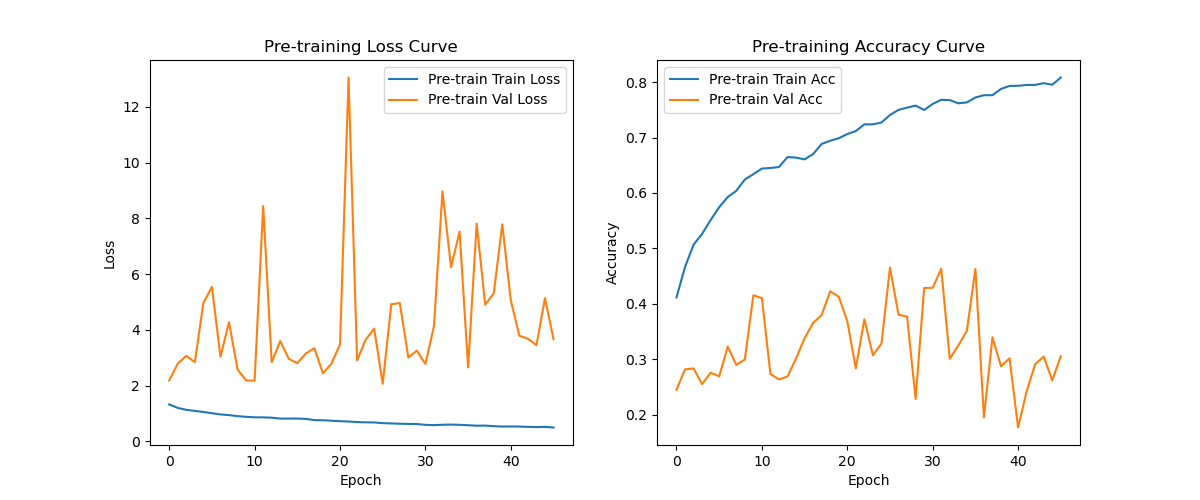 Pre-training Loss Curve
Pre-train Train Loss
Pre-train Val Loss
12
10
8
6
4
2
0
Loss
0
10
20
30
40
Epoch
Pre-training Accuracy Curve
Pre-train Train Acc
Pre-train Val Acc
0.8
0.7
0.6
0.5
0.4
0.3
0.2
Accuracy
0
10
20
30
40
Epoch